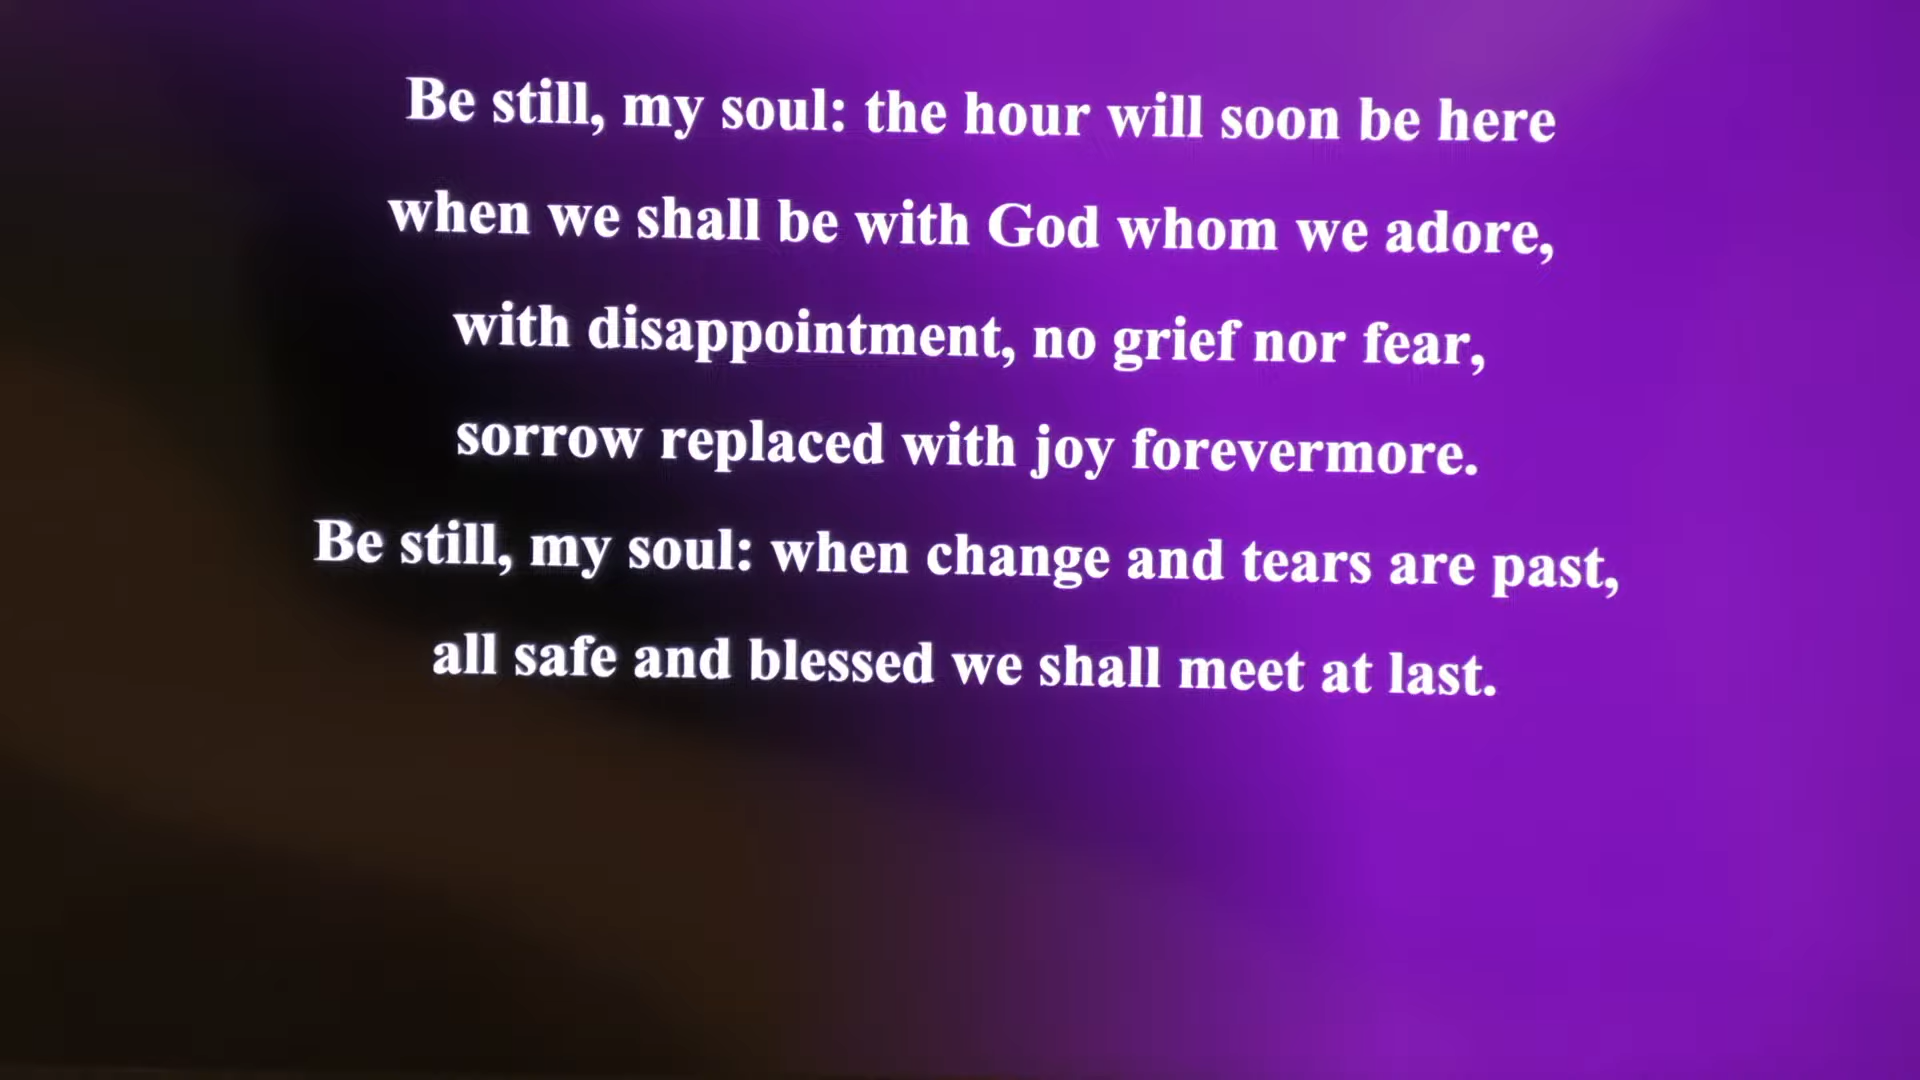 Be still, my soul: the hour will soon be here
when we shall be with God whom we adore,
with disappointment, no grief nor fear,
sorrow replaced with joy forevermore.
Be still, my soul: when change and tears are past,
all safe and blessed we shall meet at last.